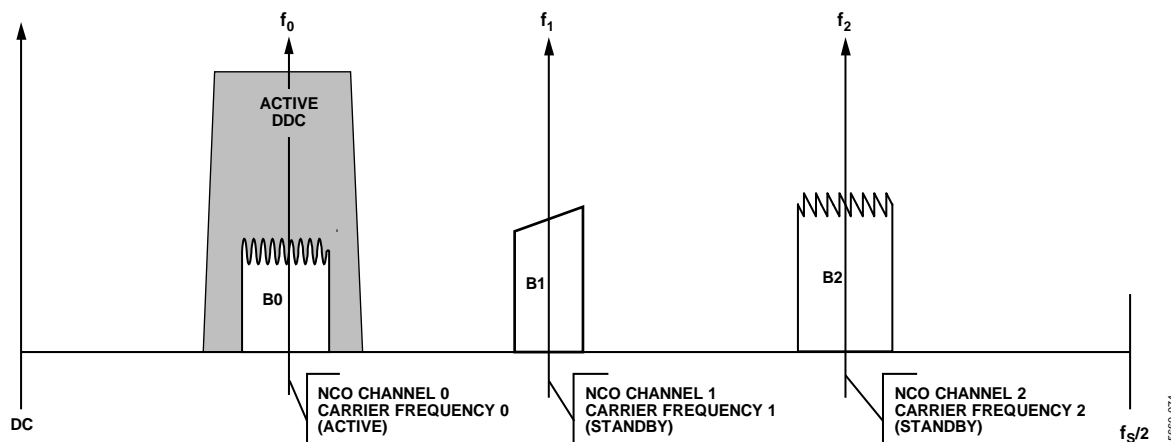 f0
f1
f2
ACTIVE
DDC
B0
B1
B2
NCO CHANNEL 0
CARRIER FREQUENCY 0
(ACTIVE)
NCO CHANNEL 1
CARRIER FREQUENCY 1
(STANDBY)
NCO CHANNEL 2
CARRIER FREQUENCY 2
(STANDBY)
DC
fS/2